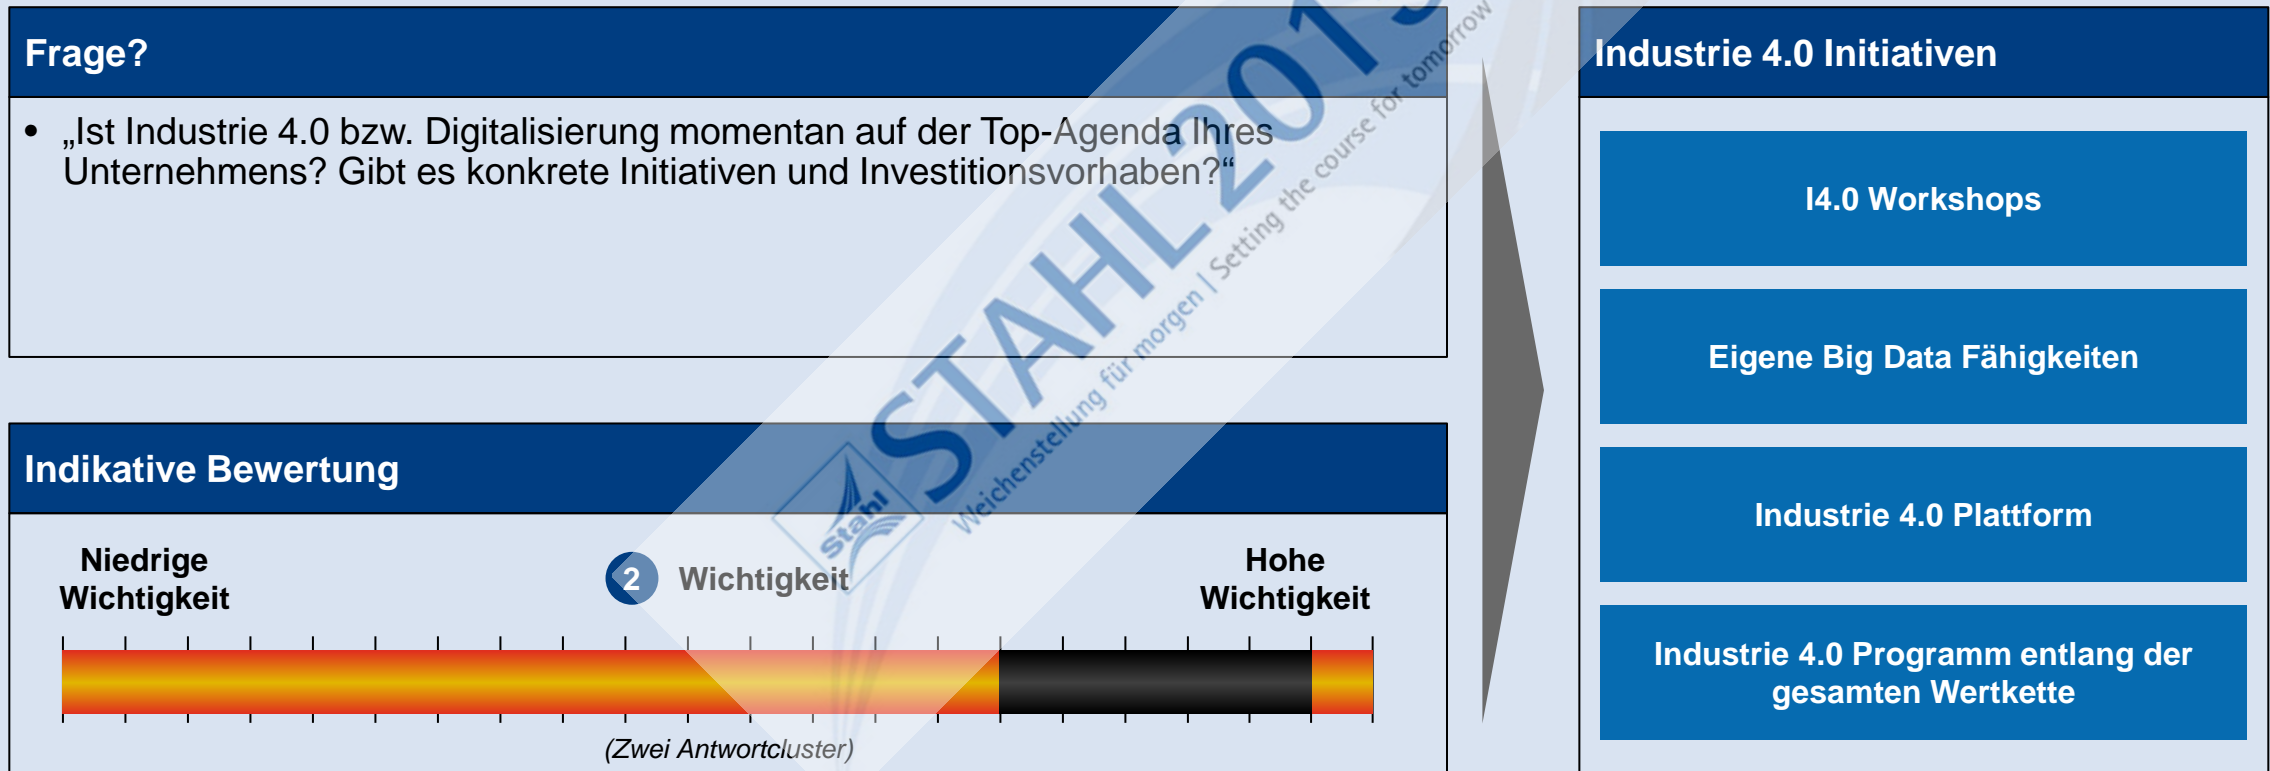 Frage?
• „Ist Industrie 4.0 bzw. Digitalisierung momentan auf der Top-Agenda Ihres
Unternehmens? Gibt es konkrete Initiativen und Investitionsvorhaben?“
Indikative Bewertung
Niedrige
Wichtigkeit
2 Wichtigkeit
Hohe
Wichtigkeit
(Zwei Antwortcluster)
Industrie 4.0 Initiativen
I4.0 Workshops
Eigene Big Data Fähigkeiten
Industrie 4.0 Plattform
Industrie 4.0 Programm entlang der
gesamten Wertkette
Stahl
STAHL 201
Weichenstellung für morgen | Setting the course for tomorrow